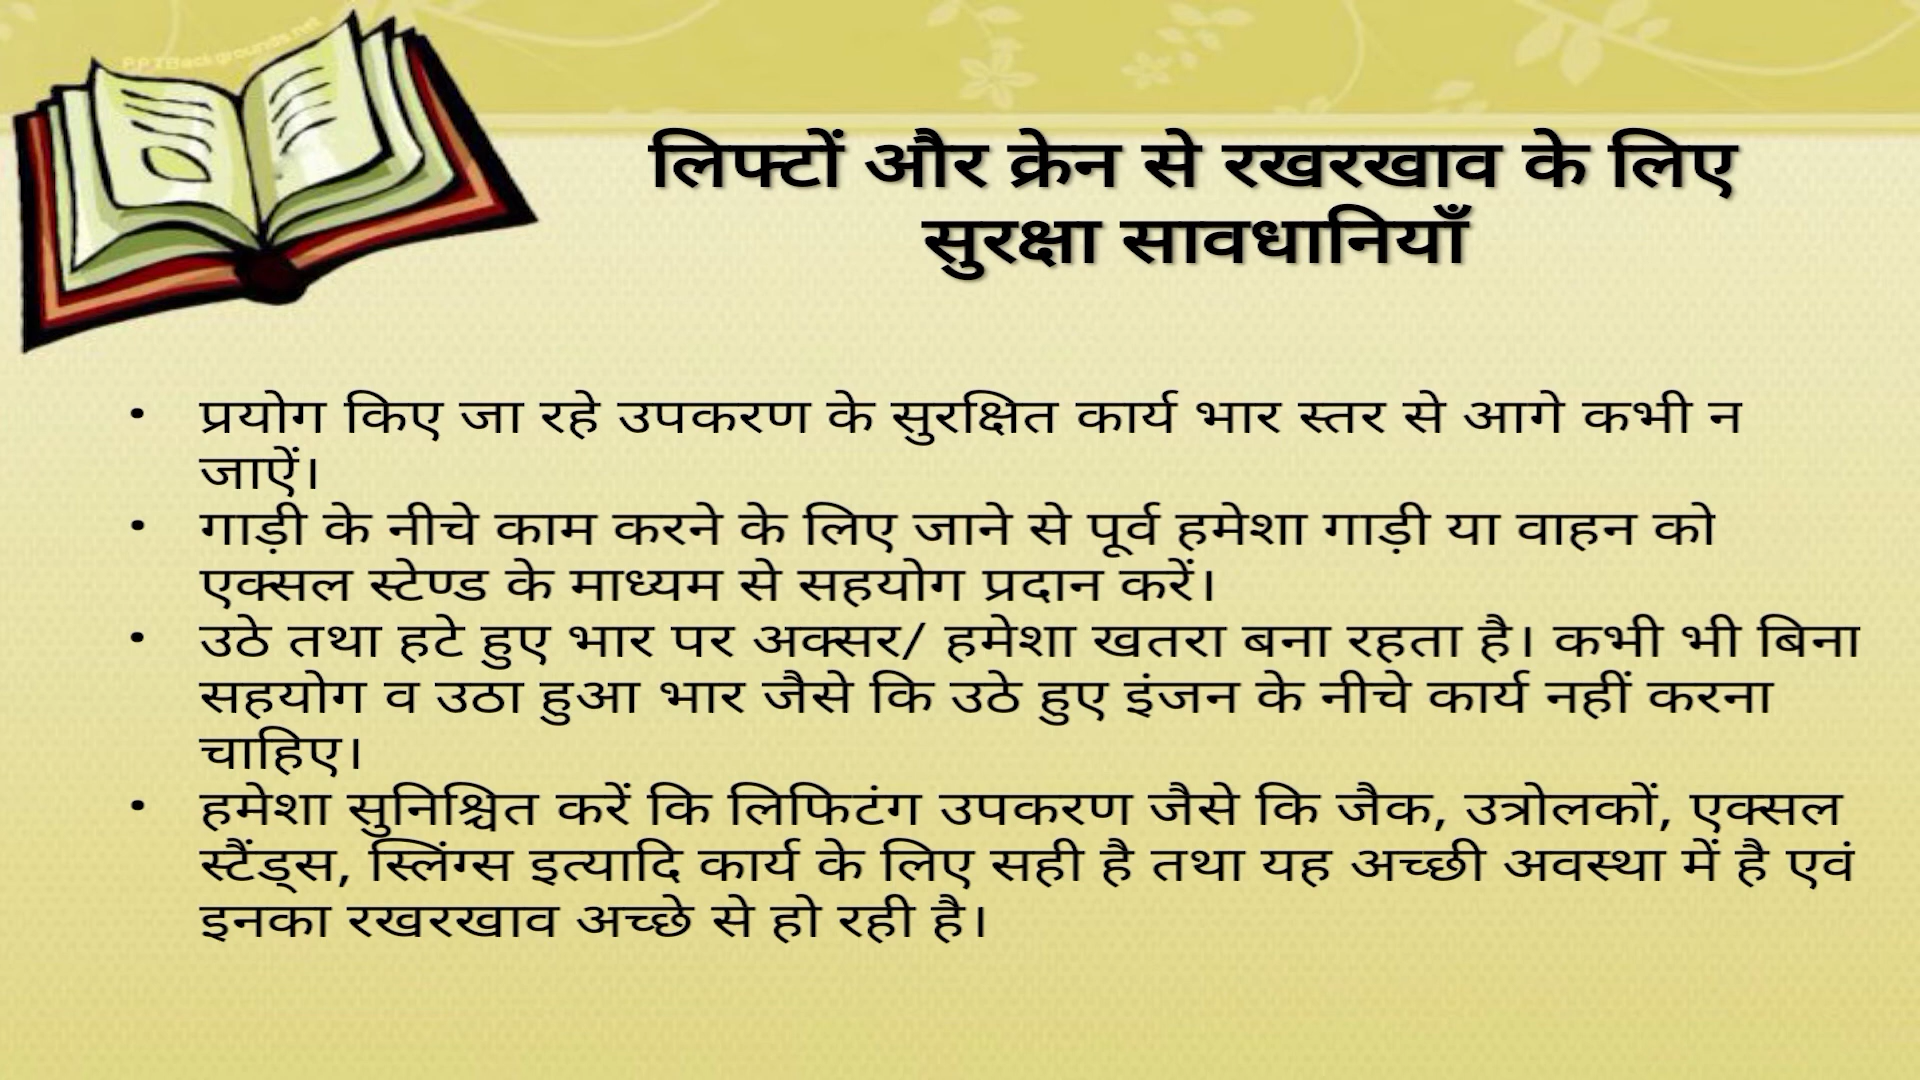 PPTBackgrounds.net
लिफ्टों और क्रेन से रखरखाव के लिए
सुरक्षा सावधानियाँ
• प्रयोग किए जा रहे उपकरण के सुरक्षित कार्य भार स्तर से आगे कभी न
जाऐं।
• गाड़ी के नीचे काम करने के लिए जाने से पूर्व हमेशा गाड़ी या वाहन को
एक्सल स्टेण्ड के माध्यम से सहयोग प्रदान करें।
• उठे तथा हटे हुए भार पर अक्सर/ हमेशा खतरा बना रहता है। कभी भी बिना
सहयोग व उठा हुआ भार जैसे कि उठे हुए इंजन के नीचे कार्य नहीं करना
चाहिए।
• हमेशा सुनिश्चित करें कि लिफिटंग उपकरण जैसे कि जैक, उत्रोलकों, एक्सल
स्टैंड्स, स्लिंग्स इत्यादि कार्य के लिए सही है तथा यह अच्छी अवस्था में है एवं
इनका रखरखाव अच्छे से हो रही है।